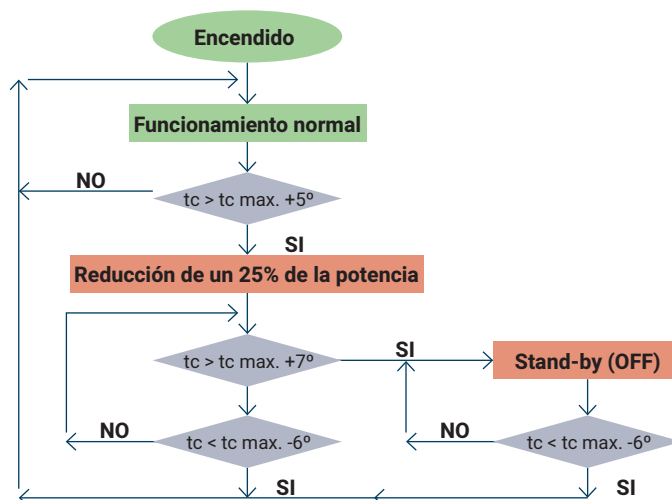 Encendido
Funcionamiento normal
NO
tc > tc max. +5º
SI
Reducción de un 25% de la potencia
tc > tc max. +7º
SI
Stand-by (OFF)
NO
tc < tc max. -6º
NO
tc < tc max. -6º
SI
SI